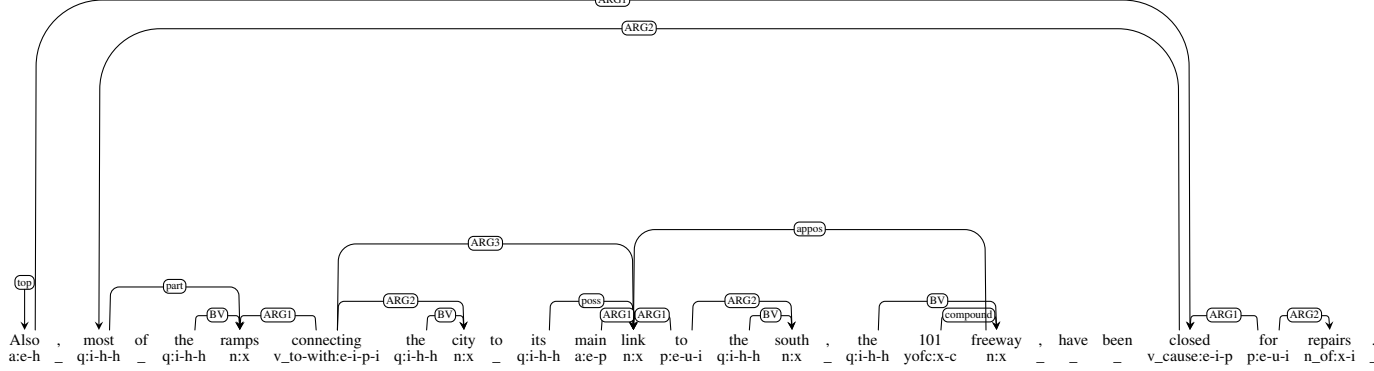 ARG1
ARG2
appos
ARG3
top
part
ARG2
poss
ARG2
BV
BV
ARG1
BV
ARG1
ARG1
BV
compound
ARG1
ARG2
Also , most of the ramps connecting the city to its main link to the south , the 101 freeway , have been closed for repairs .
a:e-h _ q:i-h-h _ q:i-h-h n:x v_to-with:e-i-p-i q:i-h-h n:x _ q:i-h-h a:e-p n:x p:e-u-i q:i-h-h n:x _ q:i-h-h yofc:x-c n:x _ _ _ v_cause:e-i-p p:e-u-i n_of:x-i _